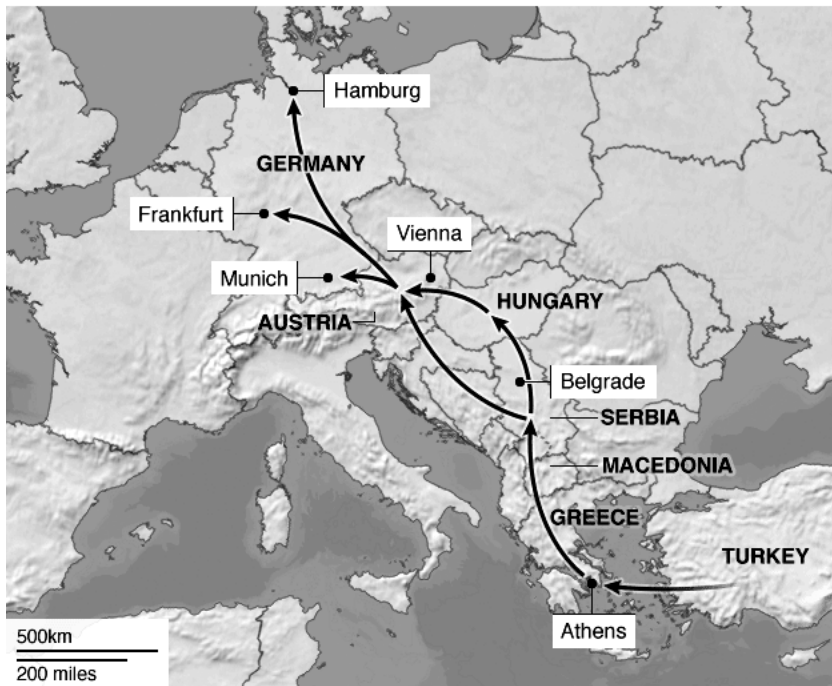 Hamburg
GERMANY
Frankfurt
Vienna
Munich
HUNGARY
AUSTRIA
Belgrade
SERBIA
MACEDONIA
GREECE
TURKEY
Athens
500km
200 miles